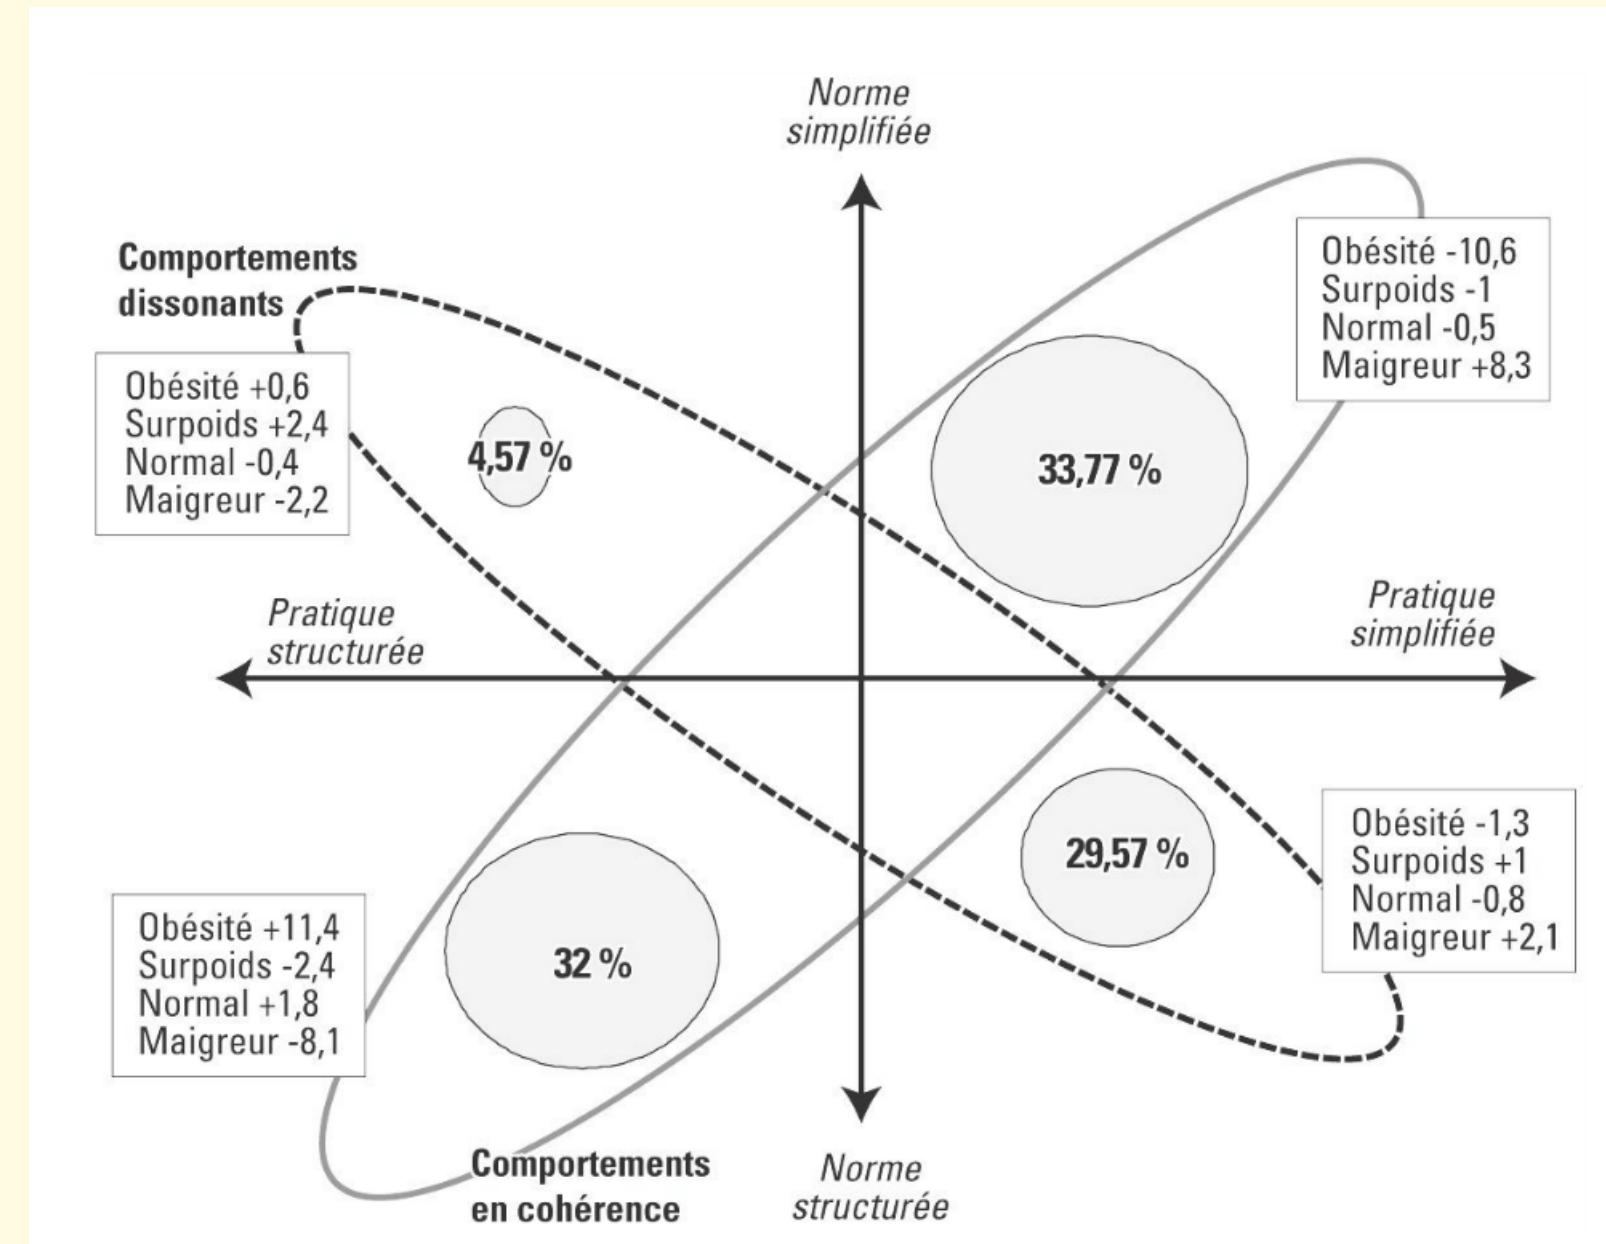 Norme
simplifiée
Comportements
dissonants
Obésité -10,6
Surpoids -1
Normal -0,5
Maigreur +8,3
Obésité +0,6
Surpoids +2,4
Normal -0,4
Maigreur -2,2
4,57 %
33,77 %
Pratique
structurée
Pratique
simplifiée
Obésité -1,3
Surpoids +1
Normal -0,8
Maigreur +2,1
29,57 %
Obésité +11,4
Surpoids -2,4
Normal +1,8
Maigreur -8,1
32 %
Comportements
en cohérence
Norme
structurée